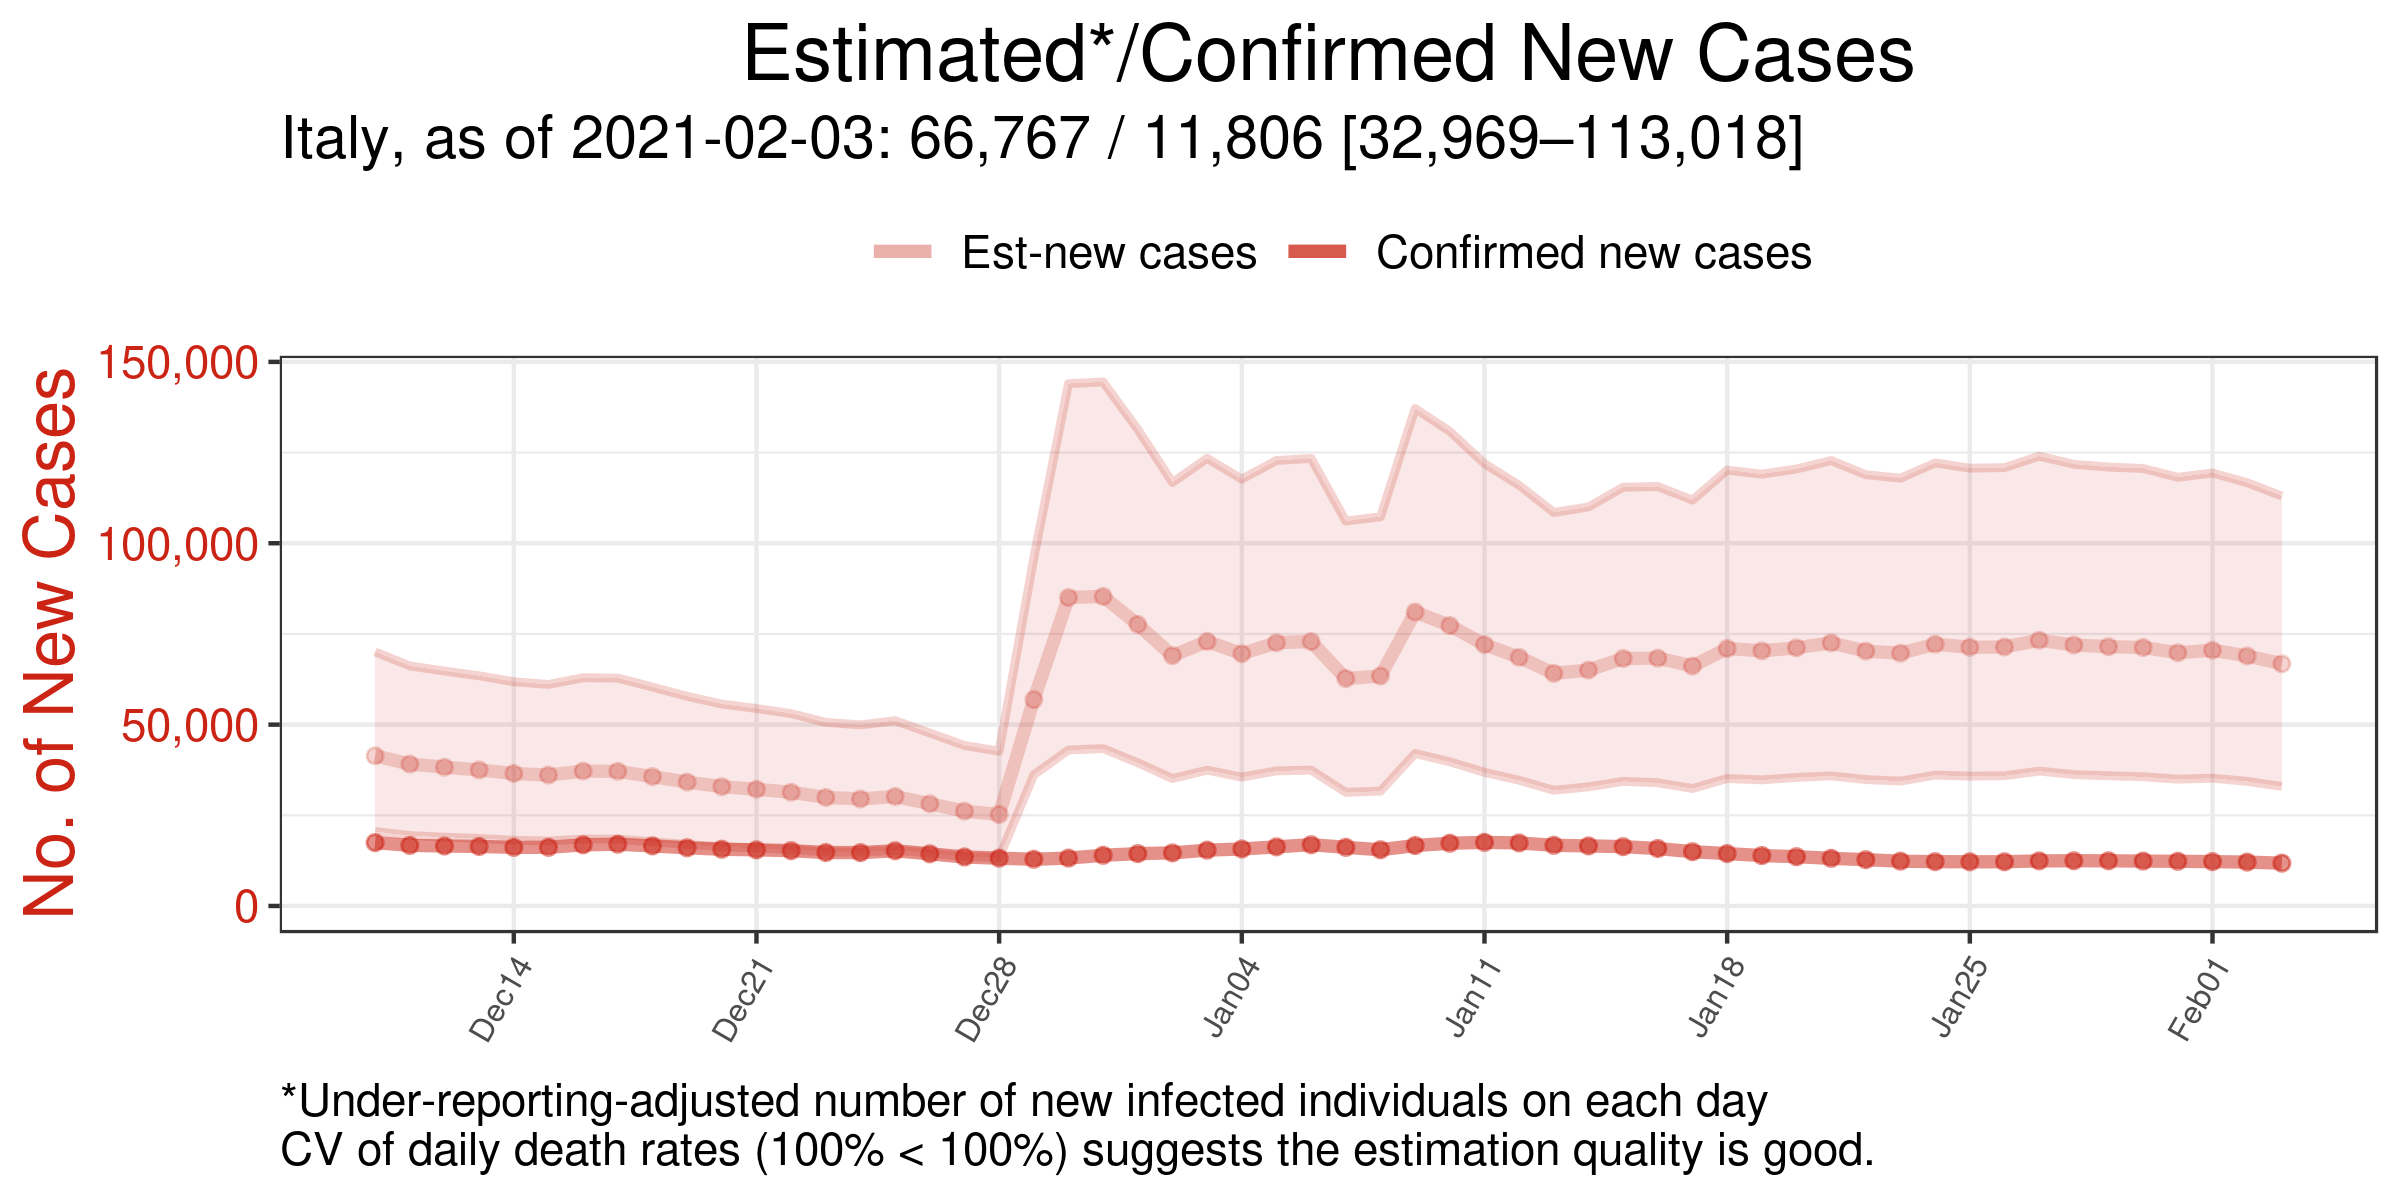 Estimated*/Confirmed New Cases
Italy, as of 2021-02-03: 66,767 / 11,806 [32,969–113,018]
Est-new cases
Confirmed new cases
No. of New Cases
150,000
100,000
50,000
0
Dec14
Dec21
Dec28
Jan04
Jan11
Jan18
Jan25
Feb01
*Under-reporting-adjusted number of new infected individuals on each day
CV of daily death rates (100% < 100%) suggests the estimation quality is good.